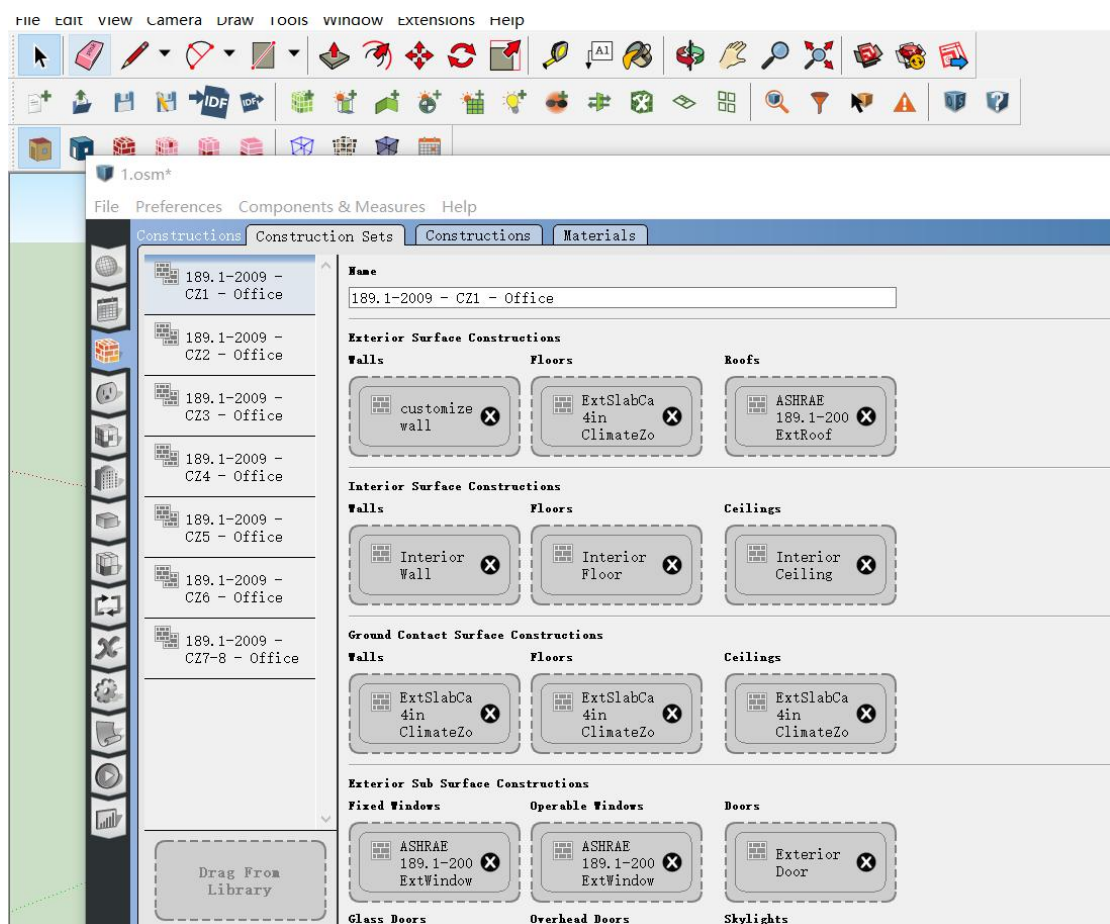 File Edit View Camera Draw Tools Window Extensions Help
A1
IDF
IDF
1.osm*
File Preferences Components & Measures Help
Constructions Construction Sets Constructions Materials
189.1-2009 -
CZ1 - Office
189.1-2009 -
CZ2 - Office
189.1-2009 -
CZ3 - Office
189.1-2009 -
CZ4 - Office
189.1-2009 -
CZ5 - Office
189.1-2009 -
CZ6 - Office
189.1-2009 -
CZ7-8 - Office
Drag From
Library
Name
189.1-2009 - CZ1 - Office
Exterior Surface Constructions
Walls Floors Roofs
customize
wall
ExtSlabCa
4in
ClimateZo
ASHRAE
189.1-200
ExtRoof
Interior Surface Constructions
Walls Floors Ceilings
Interior
Wall
Interior
Floor
Interior
Ceiling
Ground Contact Surface Constructions
Walls Floors Ceilings
ExtSlabCa
4in
ClimateZo
ExtSlabCa
4in
ClimateZo
ExtSlabCa
4in
ClimateZo
Exterior Sub Surface Constructions
Fixed Windows Operable Windows Doors
ASHRAE
189.1-200
ExtWindow
ASHRAE
189.1-200
ExtWindow
Exterior
Door
Glass Doors Overhead Doors Skylights